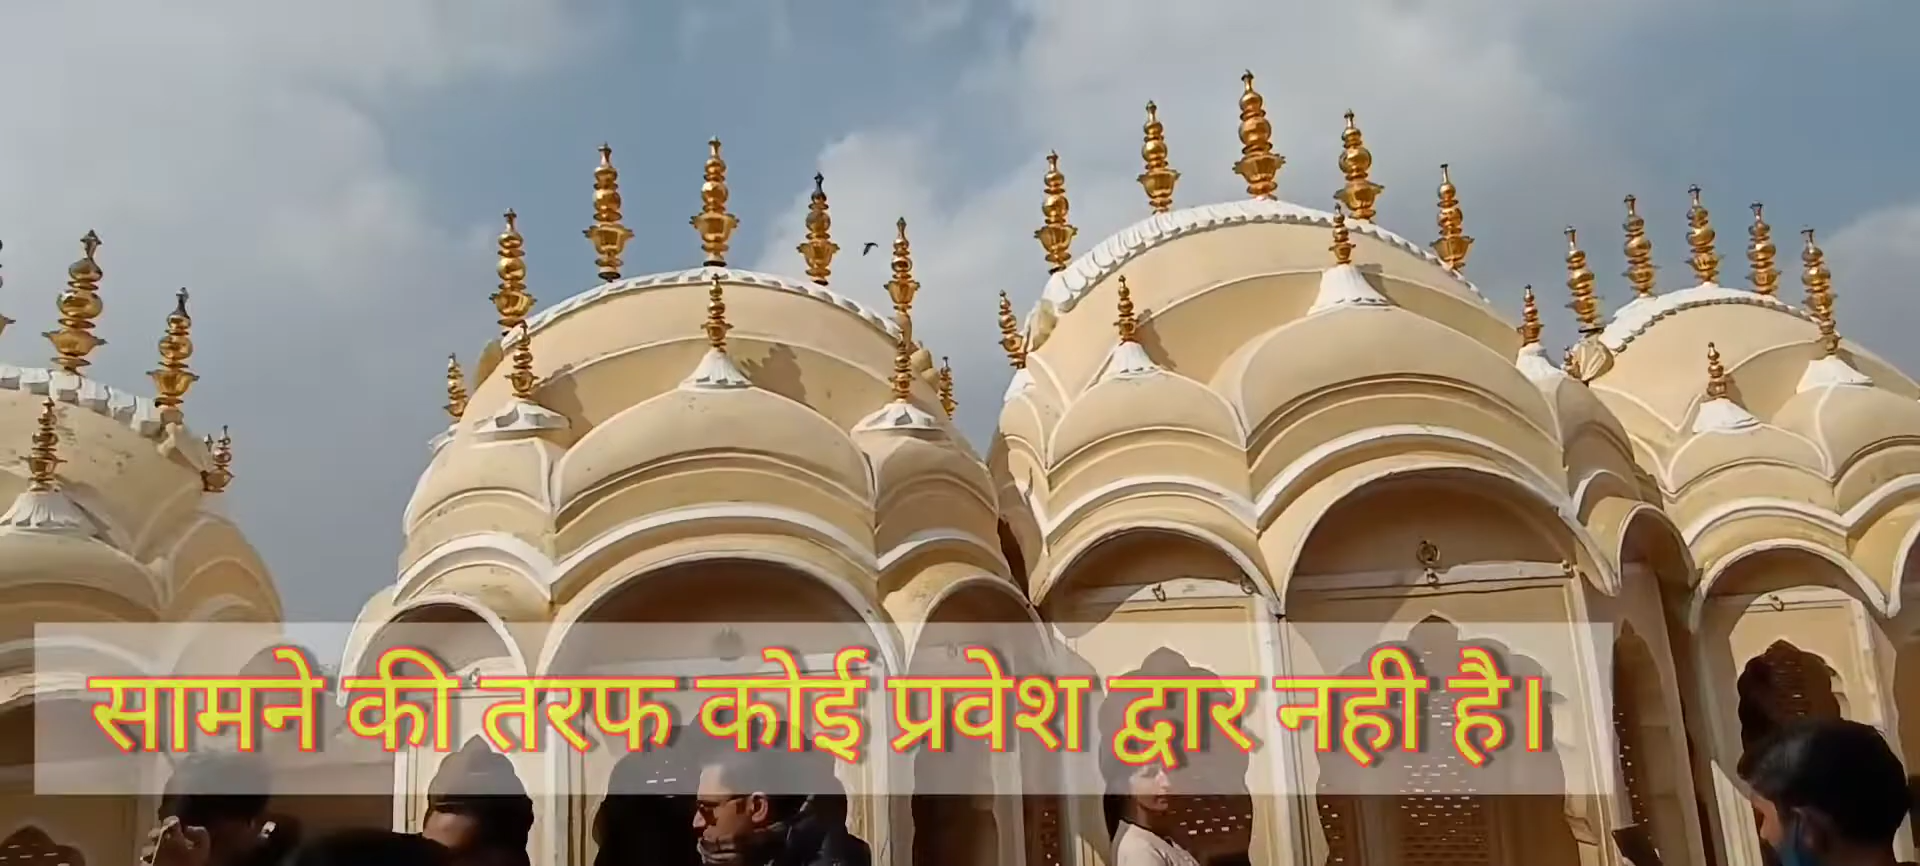 सामने की तरफ कोई प्रवेश द्वार नही है।